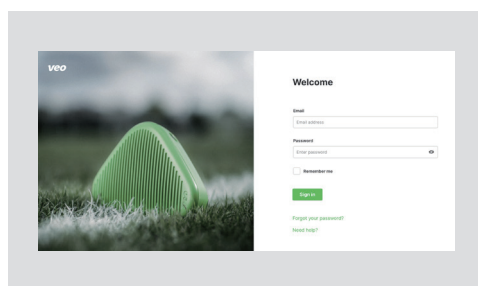 veo
Welcome
Email
Email address
Password
Enter password
Remember me
Sign in
Forgot your password?
Need help?